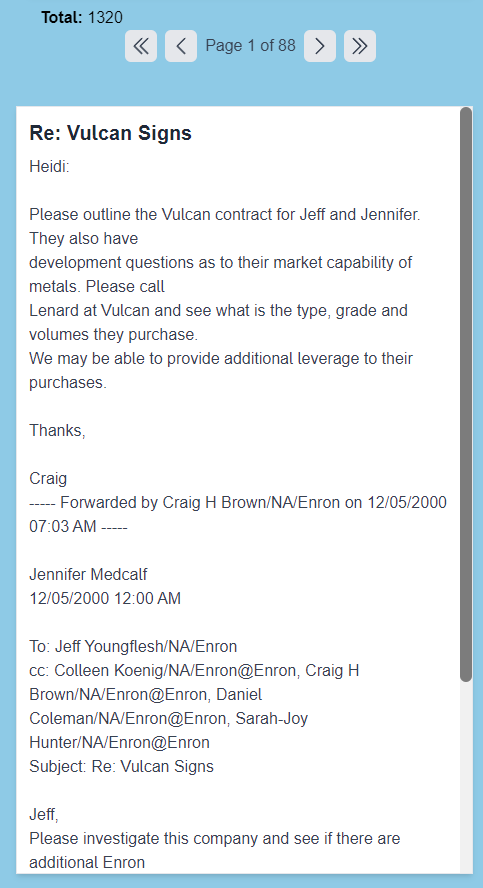 Total: 1320
Page 1 of 88
Re: Vulcan Signs
Heidi:
Please outline the Vulcan contract for Jeff and Jennifer.
They also have
development questions as to their market capability of
metals. Please call
Lenard at Vulcan and see what is the type, grade and
volumes they purchase.
We may be able to provide additional leverage to their
purchases.
Thanks,
Craig
----- Forwarded by Craig H Brown/NA/Enron on 12/05/2000
07:03 AM -----
Jennifer Medcalf
12/05/2000 12:00 AM
To: Jeff Youngflesh/NA/Enron
cc: Colleen Koenig/NA/Enron@Enron, Craig H
Brown/NA/Enron@Enron, Daniel
Coleman/NA/Enron@Enron, Sarah-Joy
Hunter/NA/Enron@Enron
Subject: Re: Vulcan Signs
Jeff,
Please investigate this company and see if there are
additional Enron